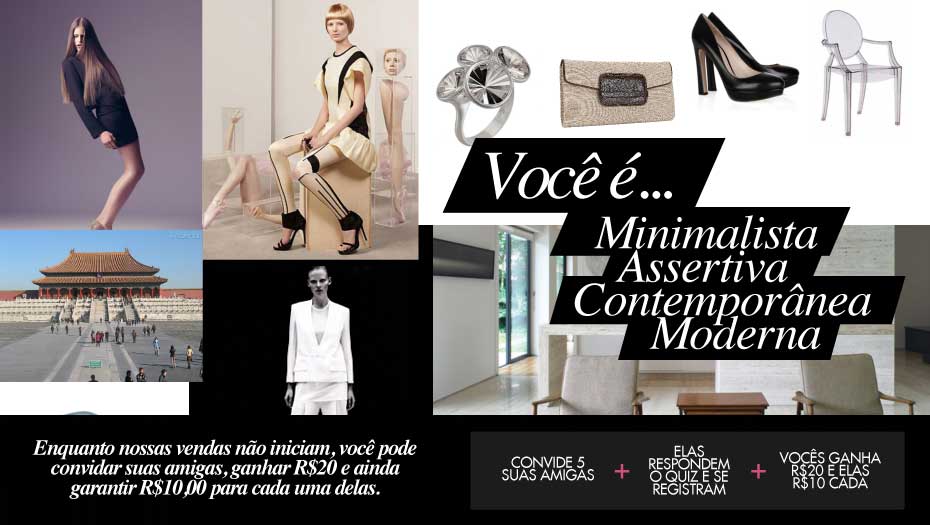 Você é...
Minimalista
Assertiva
Contemporânea
Moderna
Enquanto nossas vendas não iniciam, você pode
convidar suas amigas, ganhar R$20 e ainda
garantir R$10,00 para cada uma delas.
CONVIDE 5
SUAS AMIGAS
+
ELAS
RESPONDEM
O QUIZ E SE
REGISTRAM
+
VOCÊS GANHA
R$20 E ELAS
R$10 CADA